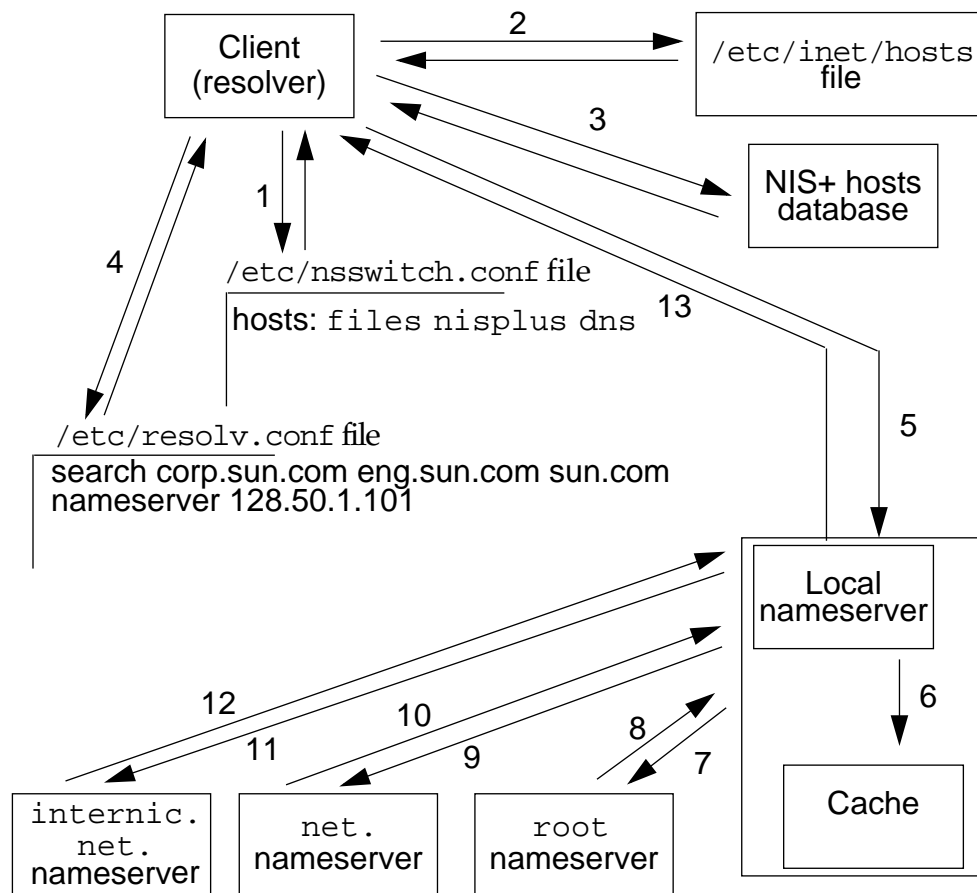 Client
(resolver)
2
/etc/inet/hosts
file
3
NIS+ hosts
database
1
4
/etc/nsswitch.conf file
hosts: files nisplus dns
13
/etc/resolv.conf file
search corp.sun.com eng.sun.com sun.com
nameserver 128.50.1.101
5
Local
nameserver
6
Cache
12
11
10
9
8
7
internic.
net.
nameserver
net.
nameserver
root
nameserver